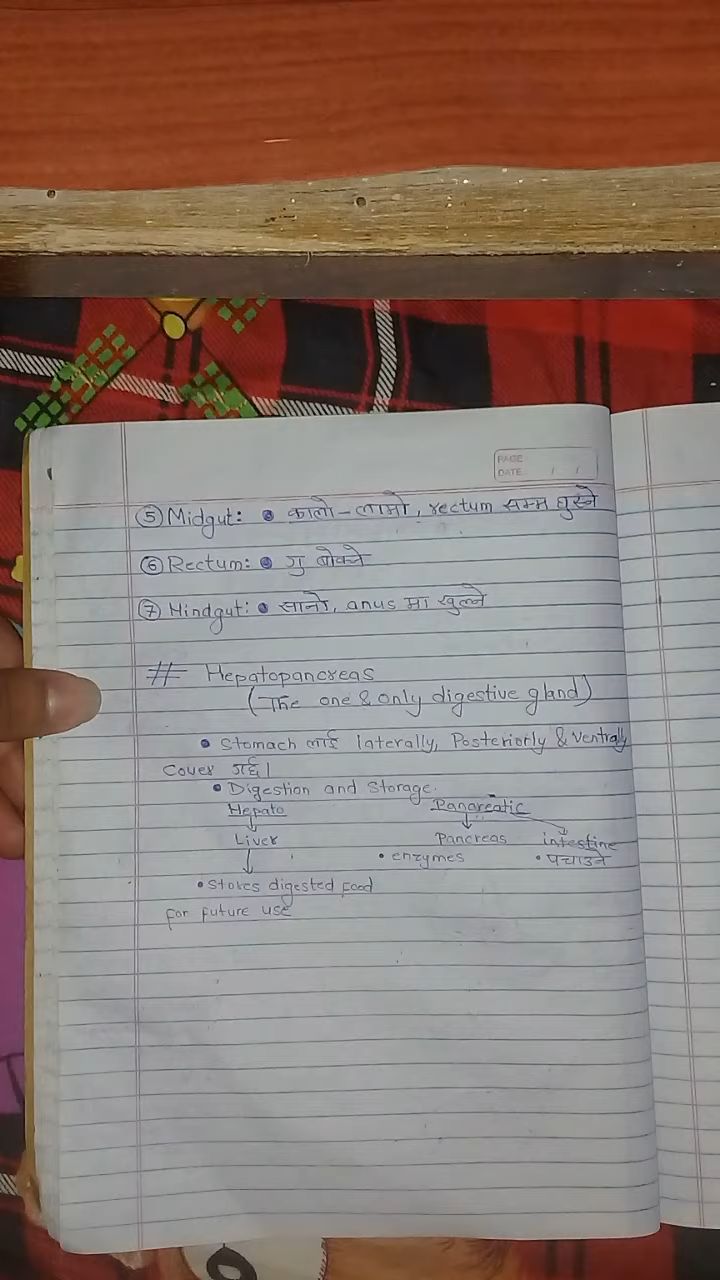 PAGE
DATE / /
⑤ Midgut: • कालो-लामो, rectum सम्म घुस्ने
⑥ Rectum: • गु बोक्ने
⑦ Hindgut: • सानो, anus मा खुल्ने
# Hepatopancreas
(The one & only digestive gland)
• Stomach लाई laterally, Posteriorly & ventrally
cover गर्छ।
• Digestion and Storage.
Hepato Panareatic
Liver Pancreas intestine
• enzymes • पचाउने
• Stores digested food
for future use